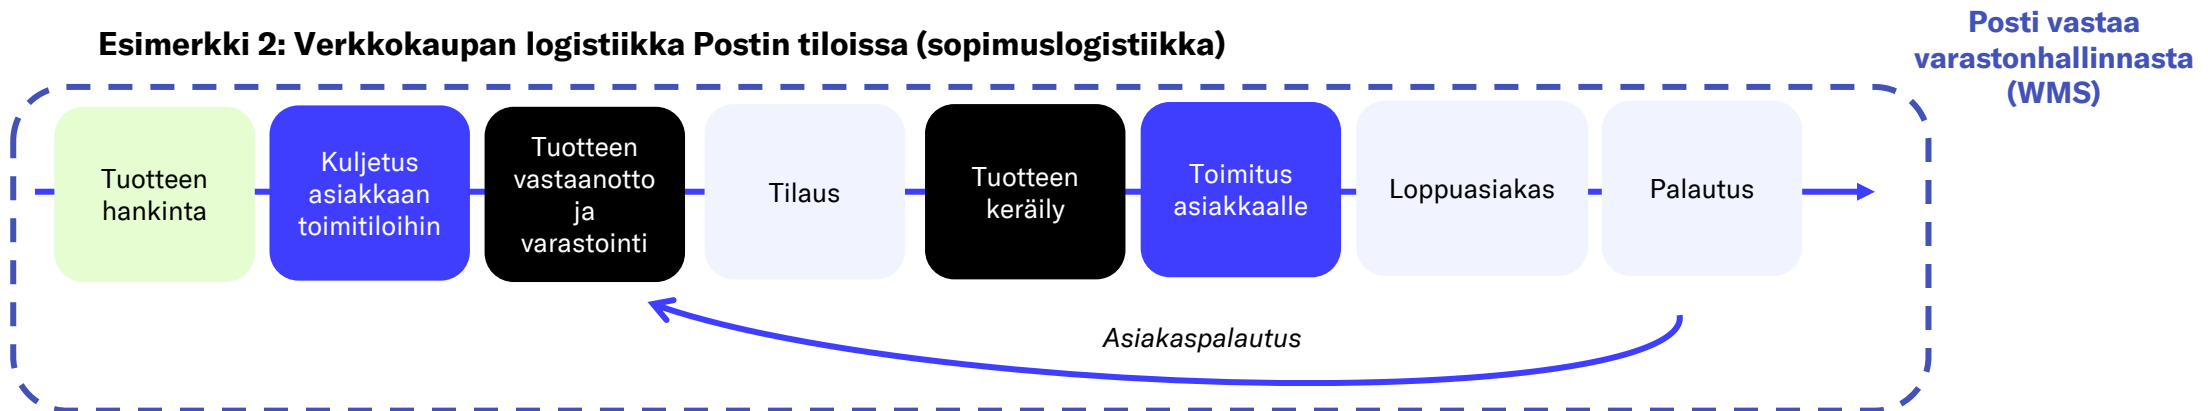 Esimerkki 2: Verkkokaupan logistiikka Postin tiloissa (sopimuslogistiikka)
Posti vastaa
varastonhallinnasta
(WMS)
Tuotteen
hankinta
Kuljetus
asiakkaan
toimitiloihin
Tuotteen
vastaanotto
ja
varastointi
Tilaus
Tuotteen
keräily
Toimitus
asiakkaalle
Loppuasiakas
Palautus
Asiakaspalautus